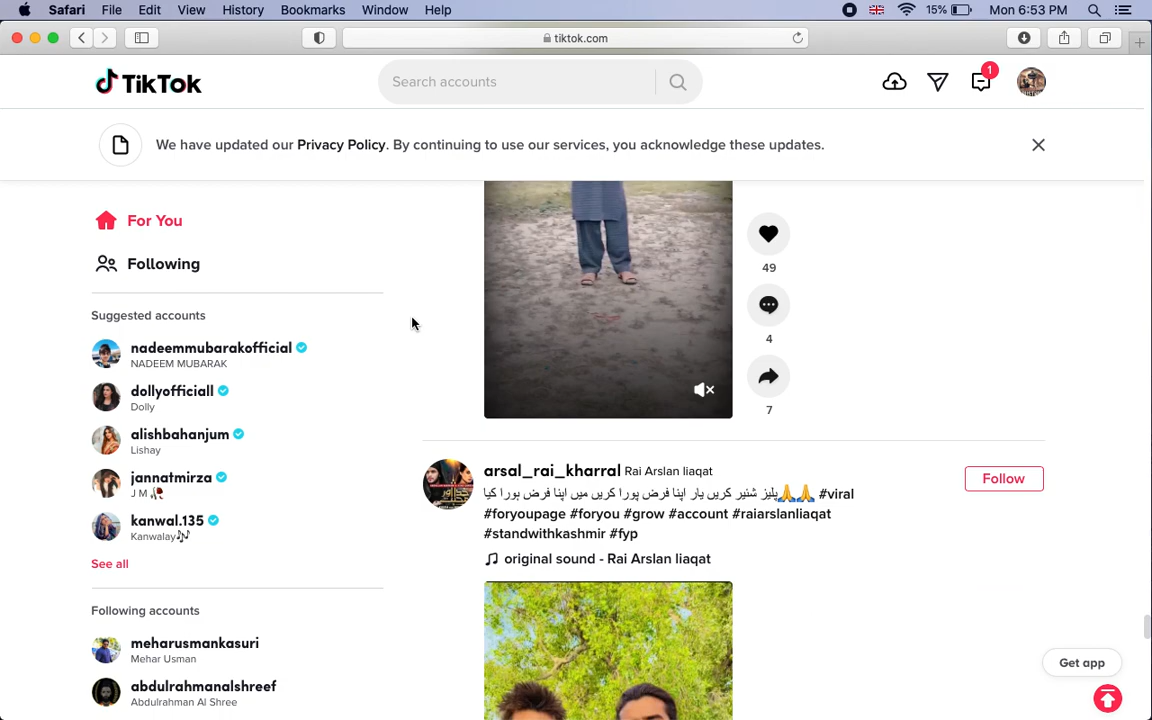 Safari File Edit View History Bookmarks Window Help 15% Mon 6:53 PM
tiktok.com
TikTok Search accounts 1
We have updated our Privacy Policy. By continuing to use our services, you acknowledge these updates.
For You
Following
Suggested accounts
nadeemmubarakofficial
NADEEM MUBARAK
dollyofficiall
Dolly
alishbahanjum
Lishay
jannatmirza
J M🥀
kanwal.135
Kanwalay🎶
See all
Following accounts
meharusmankasuri
Mehar Usman
abdulrahmanalshreef
Abdulrahman Al Shree
49
4
7
arsal_rai_kharral Rai Arslan liaqat
Follow
پلیز شئیر کریں یار اپنا فرض پورا کریں میں اپنا فرض پورا کیا🙏🙏 #viral
#foryoupage #foryou #grow #account #raiarslanliaqat
#standwithkashmir #fyp
original sound - Rai Arslan liaqat
Get app